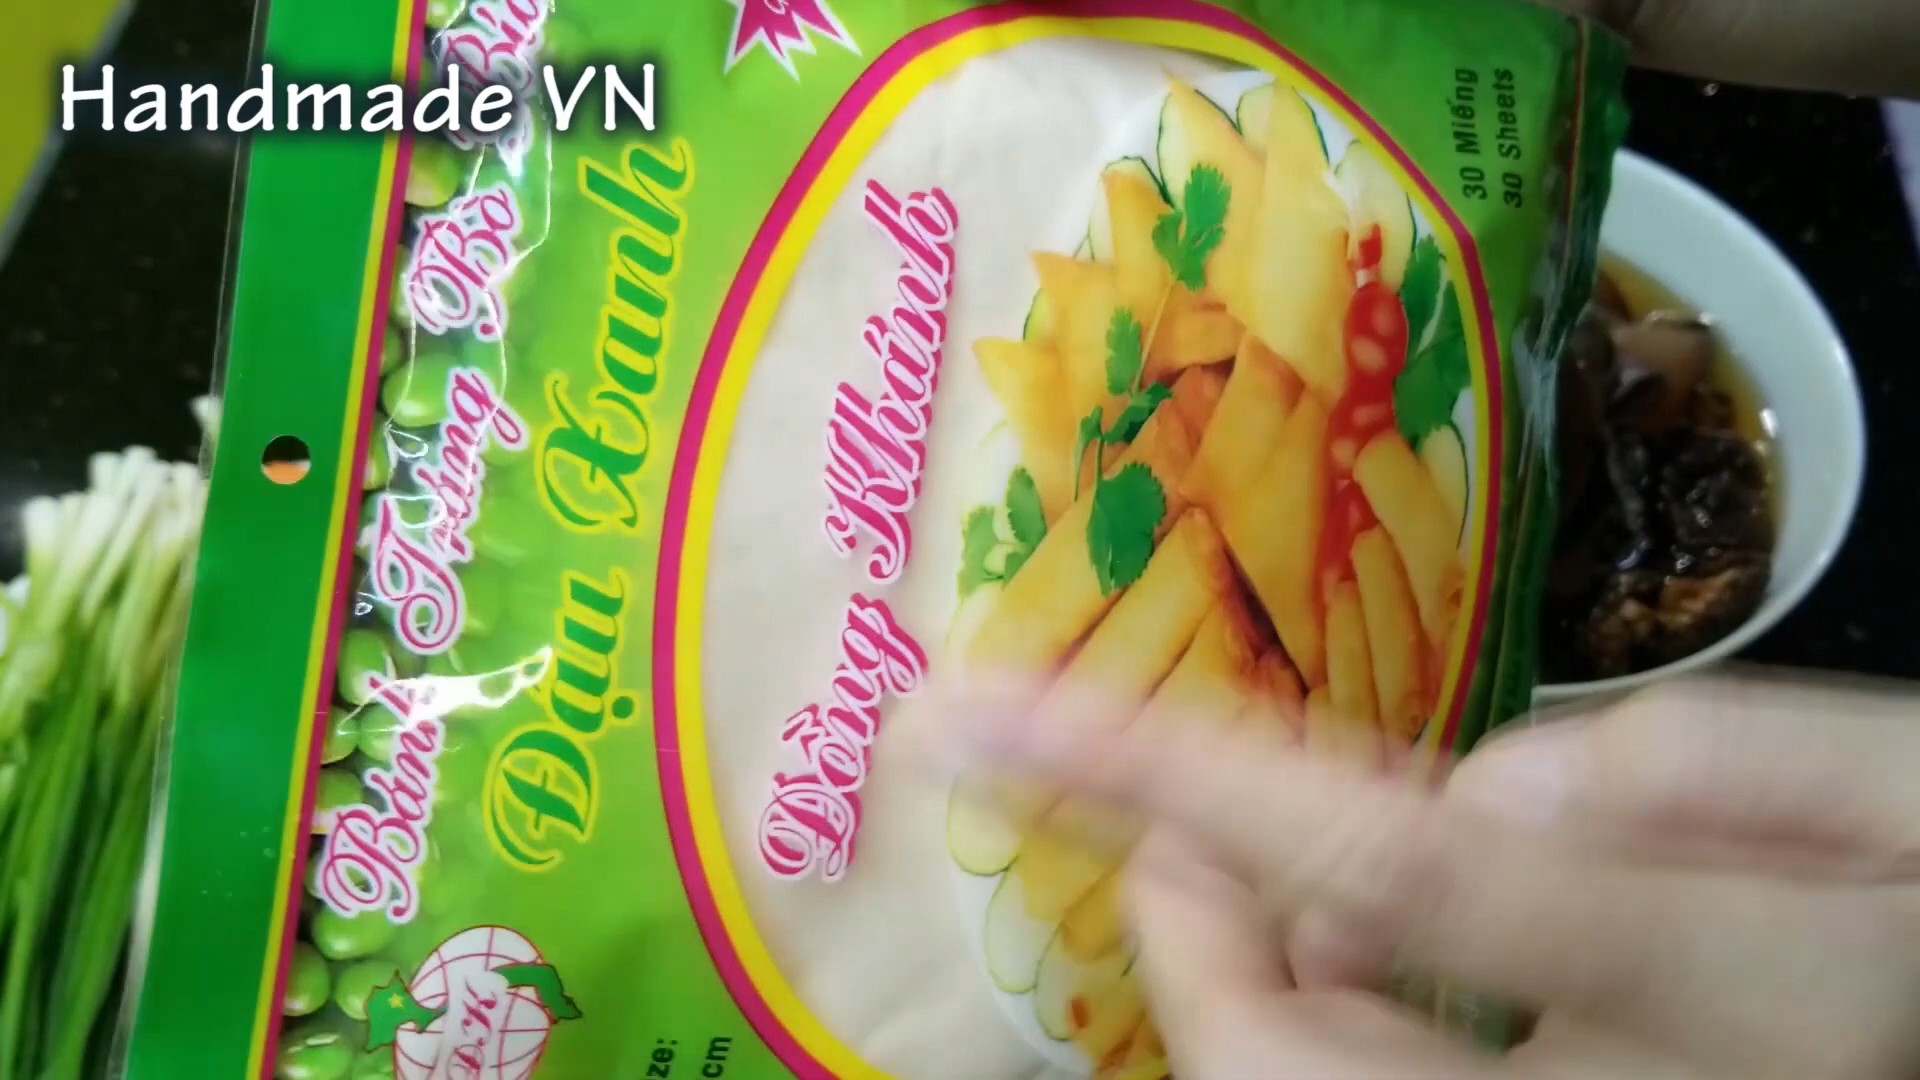 Handmade VN
Bánh Tráng Bò Bía
Đậu Xanh
Đồng Khánh
30 Miếng
30 Sheets
Đ.K
cm